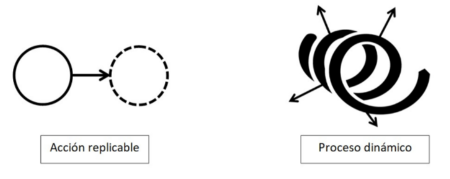 Acción replicable
Proceso dinámico